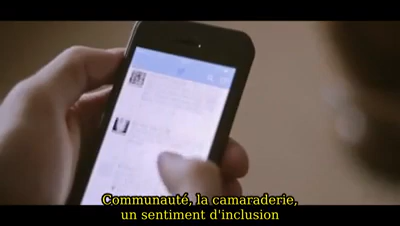 Communauté, la camaraderie,
un sentiment d'inclusion